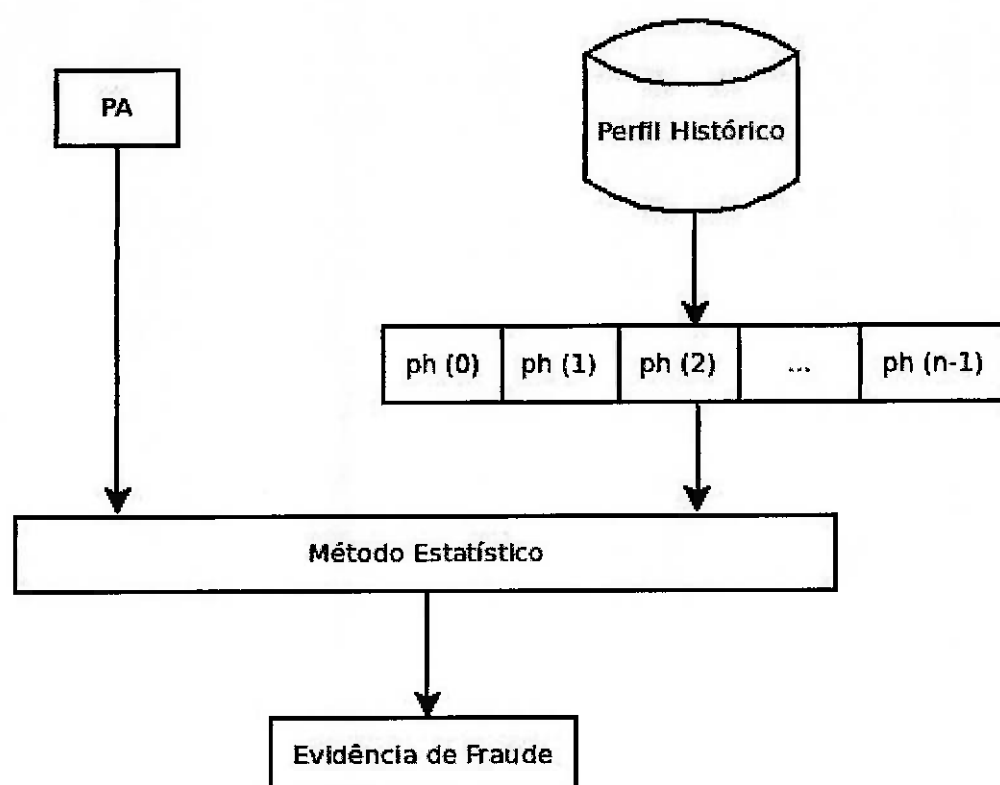 PA
Perfil Histórico
ph (0) ph (1) ph (2) ... ph (n-1)
Método Estatístico
Evidência de Fraude